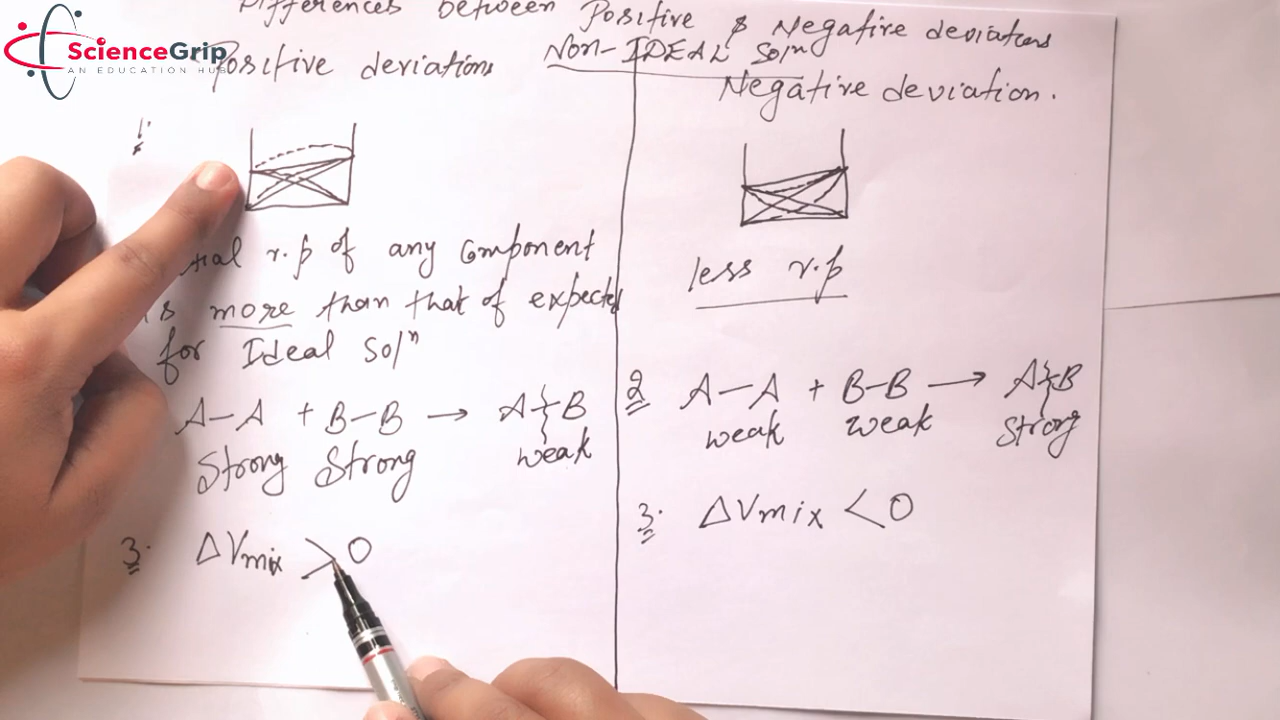 ScienceGrip
AN EDUCATION HUB
Differences between Positive & Negative deviations
Non-IDEAL Solⁿ
Positive deviations
Negative deviation.
1.
v.p of any Component
is more than that of expected
for Ideal Solⁿ
A-A + B-B → A-B
Strong Strong weak
3. ΔVmix > 0
less v.p
2 A-A + B-B → A-B
weak weak Strong
3. ΔVmix < 0